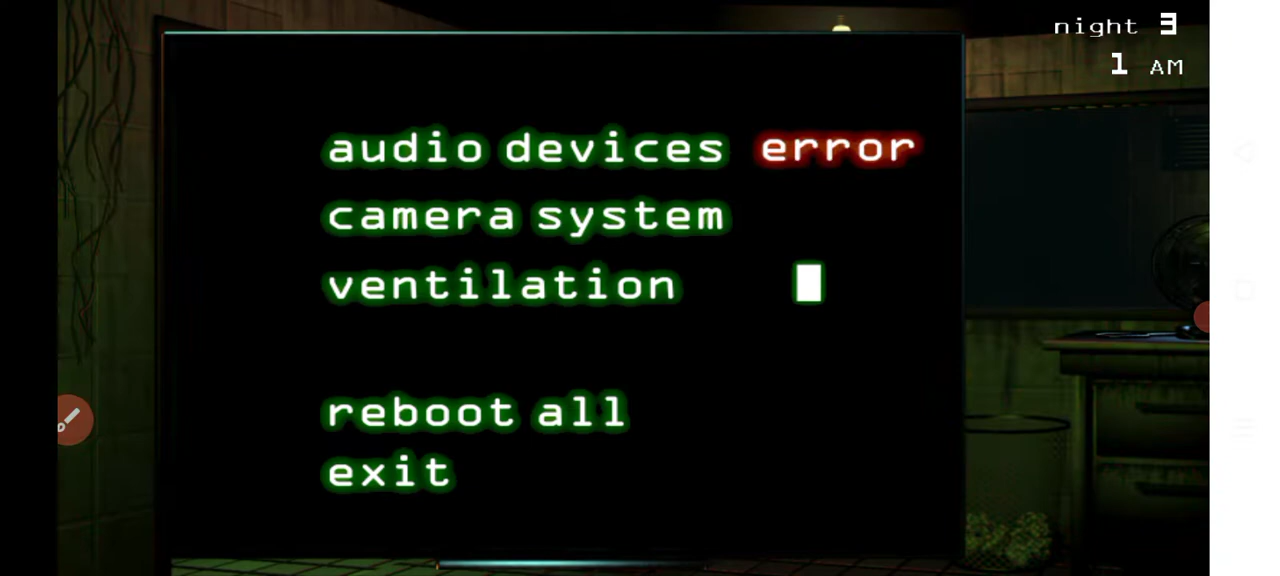 night 3
1 AM
audio devices error
camera system
ventilation
reboot all
exit